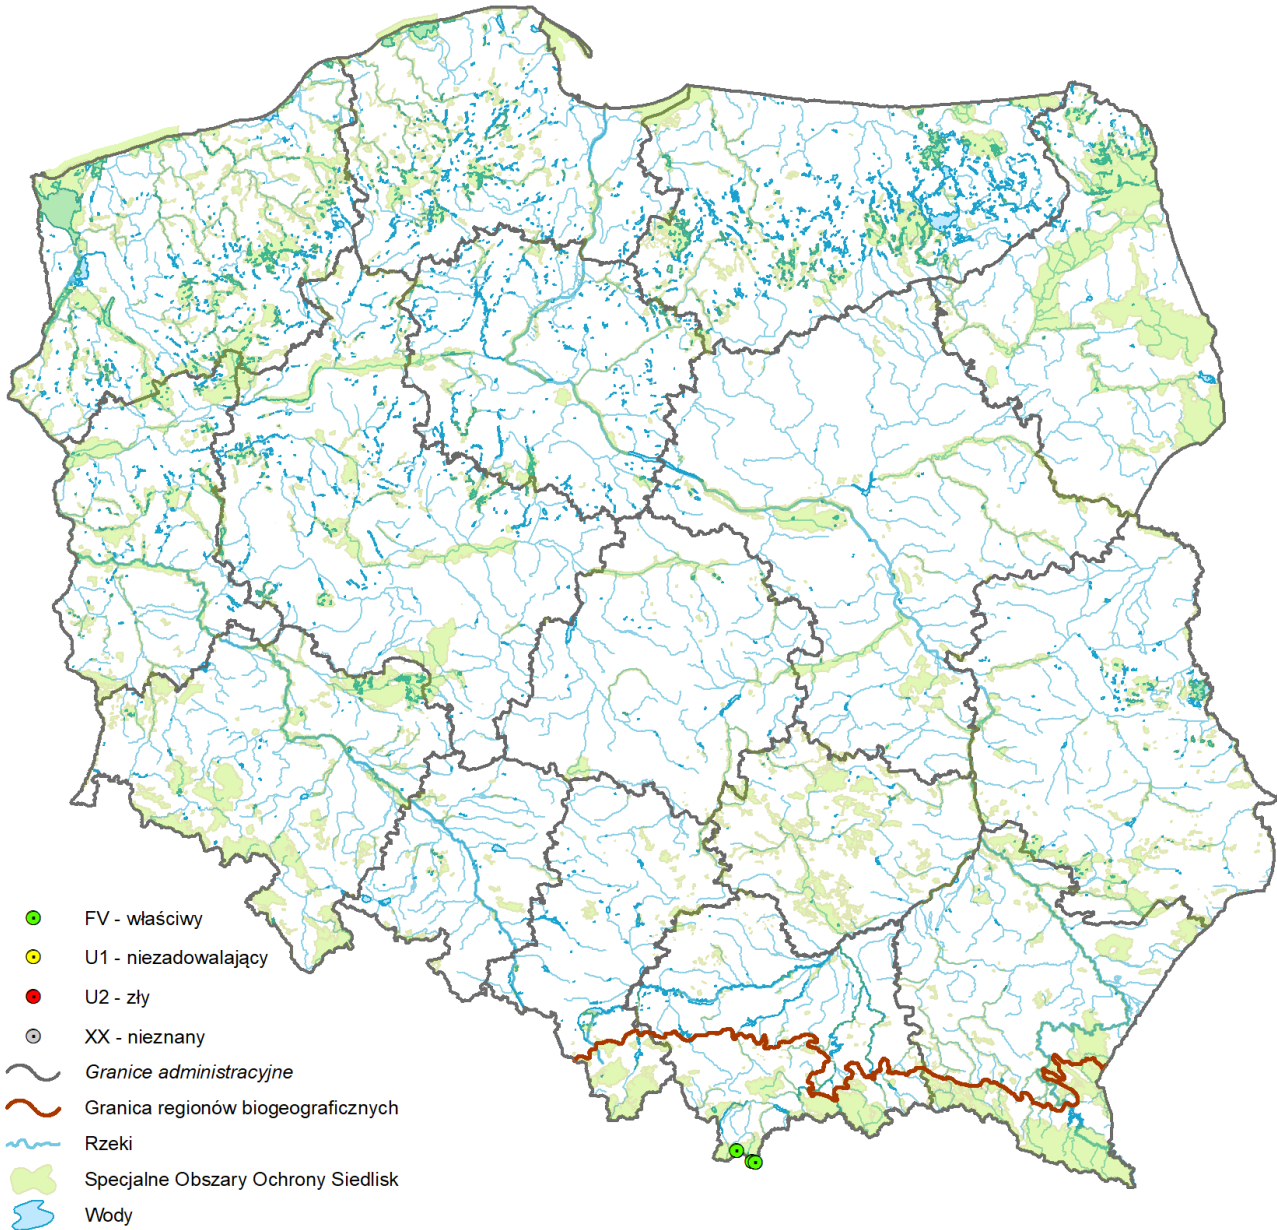 FV - właściwy
U1 - niezadowalający
U2 - zły
XX - nieznany
Granice administracyjne
Granica regionów biogeograficznych
Rzeki
Specjalne Obszary Ochrony Siedlisk
Wody